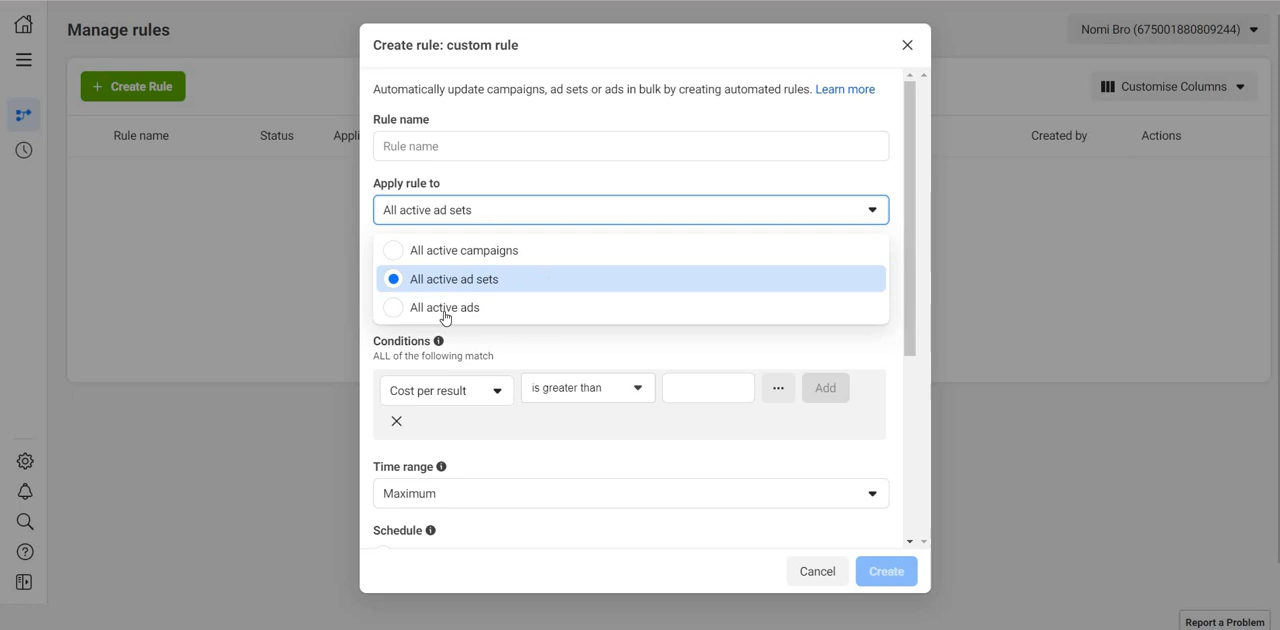 Manage rules
Nomi Bro (675001880809244)
+ Create Rule
Customise Columns
Rule name
Status
Appli
Created by
Actions
Create rule: custom rule
Automatically update campaigns, ad sets or ads in bulk by creating automated rules. Learn more
Rule name
Rule name
Apply rule to
All active ad sets
All active campaigns
All active ad sets
All active ads
Conditions
ALL of the following match
Cost per result
is greater than
Add
Time range
Maximum
Schedule
Cancel
Create
Report a Problem